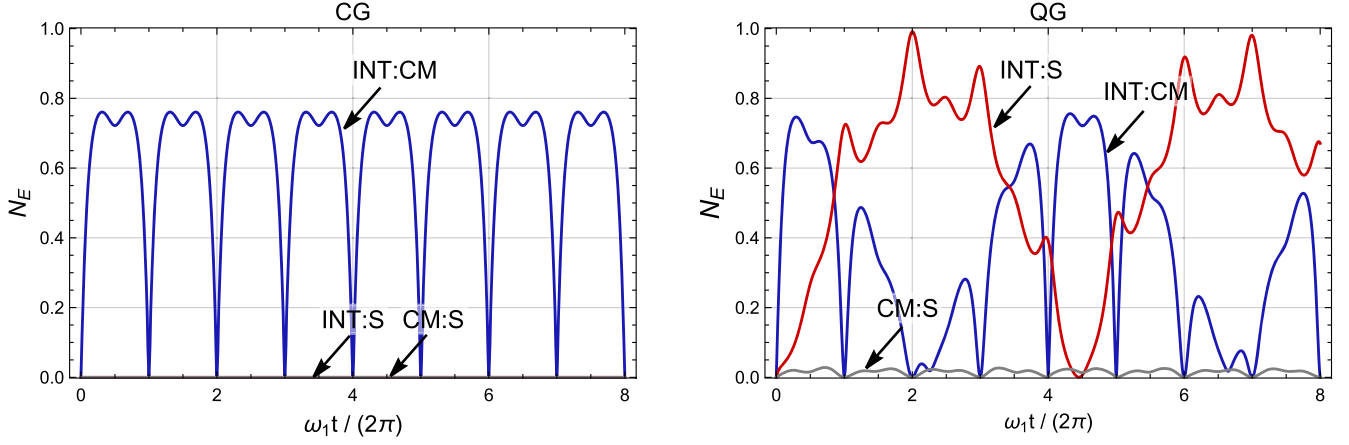 CG
1.0
0.8
0.6
0.4
0.2
0.0
N_E
INT:CM
INT:S
CM:S
0
2
4
6
8
ω₁t / (2π)
QG
1.0
0.8
0.6
0.4
0.2
0.0
N_E
INT:S
INT:CM
CM:S
0
2
4
6
8
ω₁t / (2π)